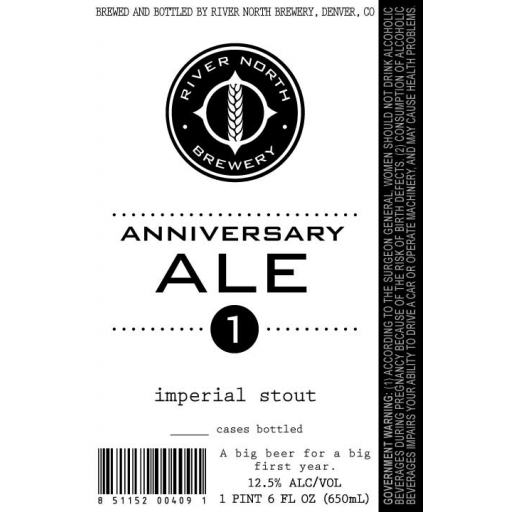 BREWED AND BOTTLED BY RIVER NORTH BREWERY, DENVER, CO
RIVER NORTH
BREWERY
ANNIVERSARY
ALE
1
imperial stout
_____ cases bottled
A big beer for a big
first year.
12.5% ALC/VOL
1 PINT 6 FL OZ (650mL)
8 51152 00409 1
GOVERNMENT WARNING: (1) ACCORDING TO THE SURGEON GENERAL, WOMEN SHOULD NOT DRINK ALCOHOLIC
BEVERAGES DURING PREGNANCY BECAUSE OF THE RISK OF BIRTH DEFECTS. (2) CONSUMPTION OF ALCOHOLIC
BEVERAGES IMPAIRS YOUR ABILITY TO DRIVE A CAR OR OPERATE MACHINERY, AND MAY CAUSE HEALTH PROBLEMS.